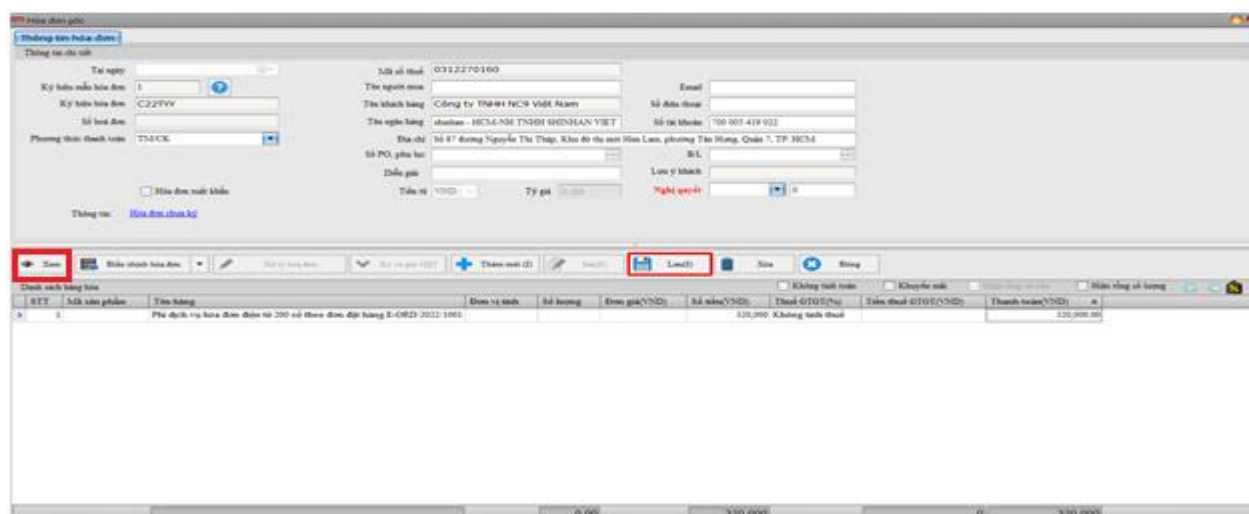 Hóa đơn gốc
Thông tin hóa đơn
Thông tin chi tiết
Tại ngày
Mã số thuế 0312270160
Ký hiệu mẫu hóa đơn 1
Tên người mua
Email
Ký hiệu hóa đơn C22TYY
Tên khách hàng Công ty TNHH NC9 Việt Nam
Số điện thoại
Số hoá đơn
Tên ngân hàng shinhan - HCM-NH TNHH SHINHAN VIET
Số tài khoản 700 005 419 022
Phương thức thanh toán TM/CK
Địa chỉ Số 87 đường Nguyễn Thị Thập, Khu đô thị mới Him Lam, phường Tân Hưng, Quận 7, TP. HCM
Số PO, phụ lục
B/L
Diễn giải
Lưu ý khách
Hóa đơn xuất khẩu
Tiền tệ VND
Tỷ giá
Nghị quyết 0
Thông tin: Hóa đơn chưa ký
Xem
Điều chỉnh hóa đơn
Thêm mới (I)
Lưu(S)
Xóa
Đóng
Danh sách hàng hóa
Không tính toán
Khuyến mãi
Hiện tổng số lượng
STT Mã sản phẩm Tên hàng Đơn vị tính Số lượng Đơn giá(VND) Số tiền(VND) Thuế GTGT(%) Tiền thuế GTGT(VND) Thanh toán(VND)
1 Phí dịch vụ hóa đơn điện tử 200 số theo đơn đặt hàng E-ORD 2022/1001 320,000 Không tính thuế 320,000.00
0.00 320,000 0 320,000